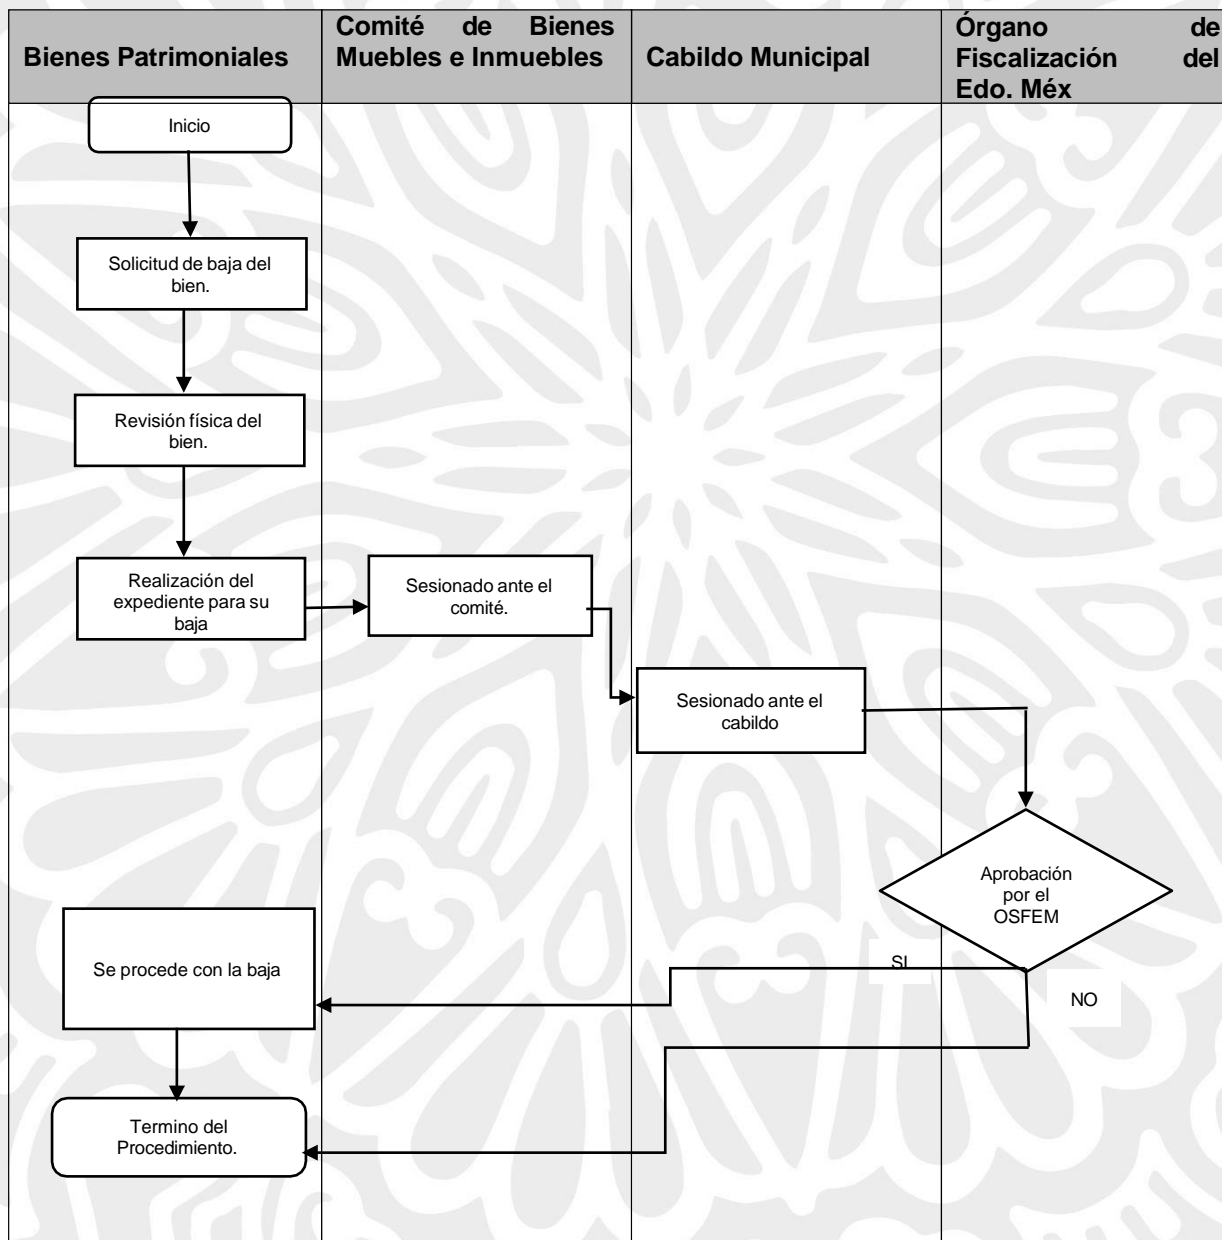 Bienes Patrimoniales
Comité de Bienes
Muebles e Inmuebles
Cabildo Municipal
Órgano de
Fiscalización del
Edo. Méx
Inicio
Solicitud de baja del
bien.
Revisión física del
bien.
Realización del
expediente para su
baja
Sesionado ante el
comité.
Sesionado ante el
cabildo
Aprobación
por el
OSFEM
SI
NO
Se procede con la baja
Termino del
Procedimiento.